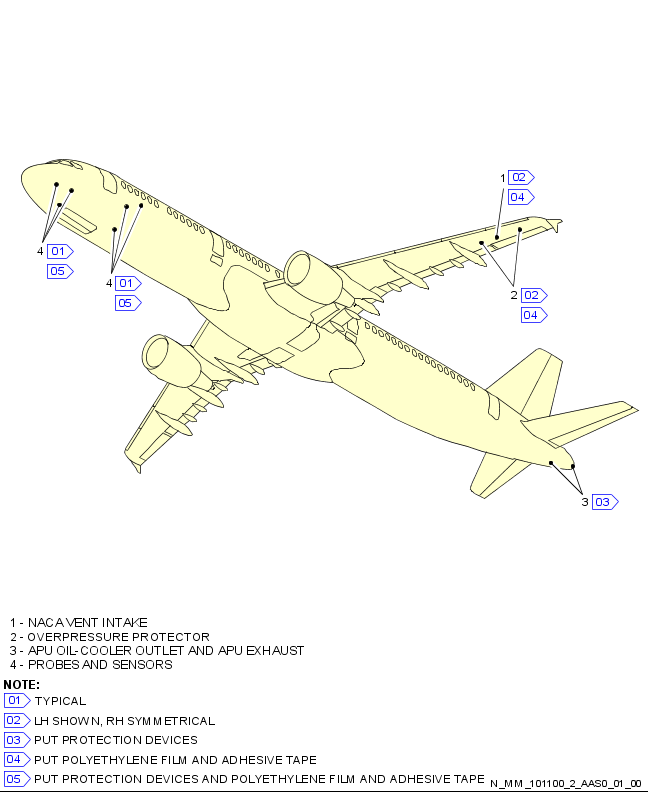 1 02
04
4 01
05
4 01
05
2 02
04
3 03
1 - NACA VENT INTAKE
2 - OVERPRESSURE PROTECTOR
3 - APU OIL-COOLER OUTLET AND APU EXHAUST
4 - PROBES AND SENSORS
NOTE:
01 TYPICAL
02 LH SHOWN, RH SYMMETRICAL
03 PUT PROTECTION DEVICES
04 PUT POLYETHYLENE FILM AND ADHESIVE TAPE
05 PUT PROTECTION DEVICES AND POLYETHYLENE FILM AND ADHESIVE TAPE
N_MM_101100_2_AAS0_01_00